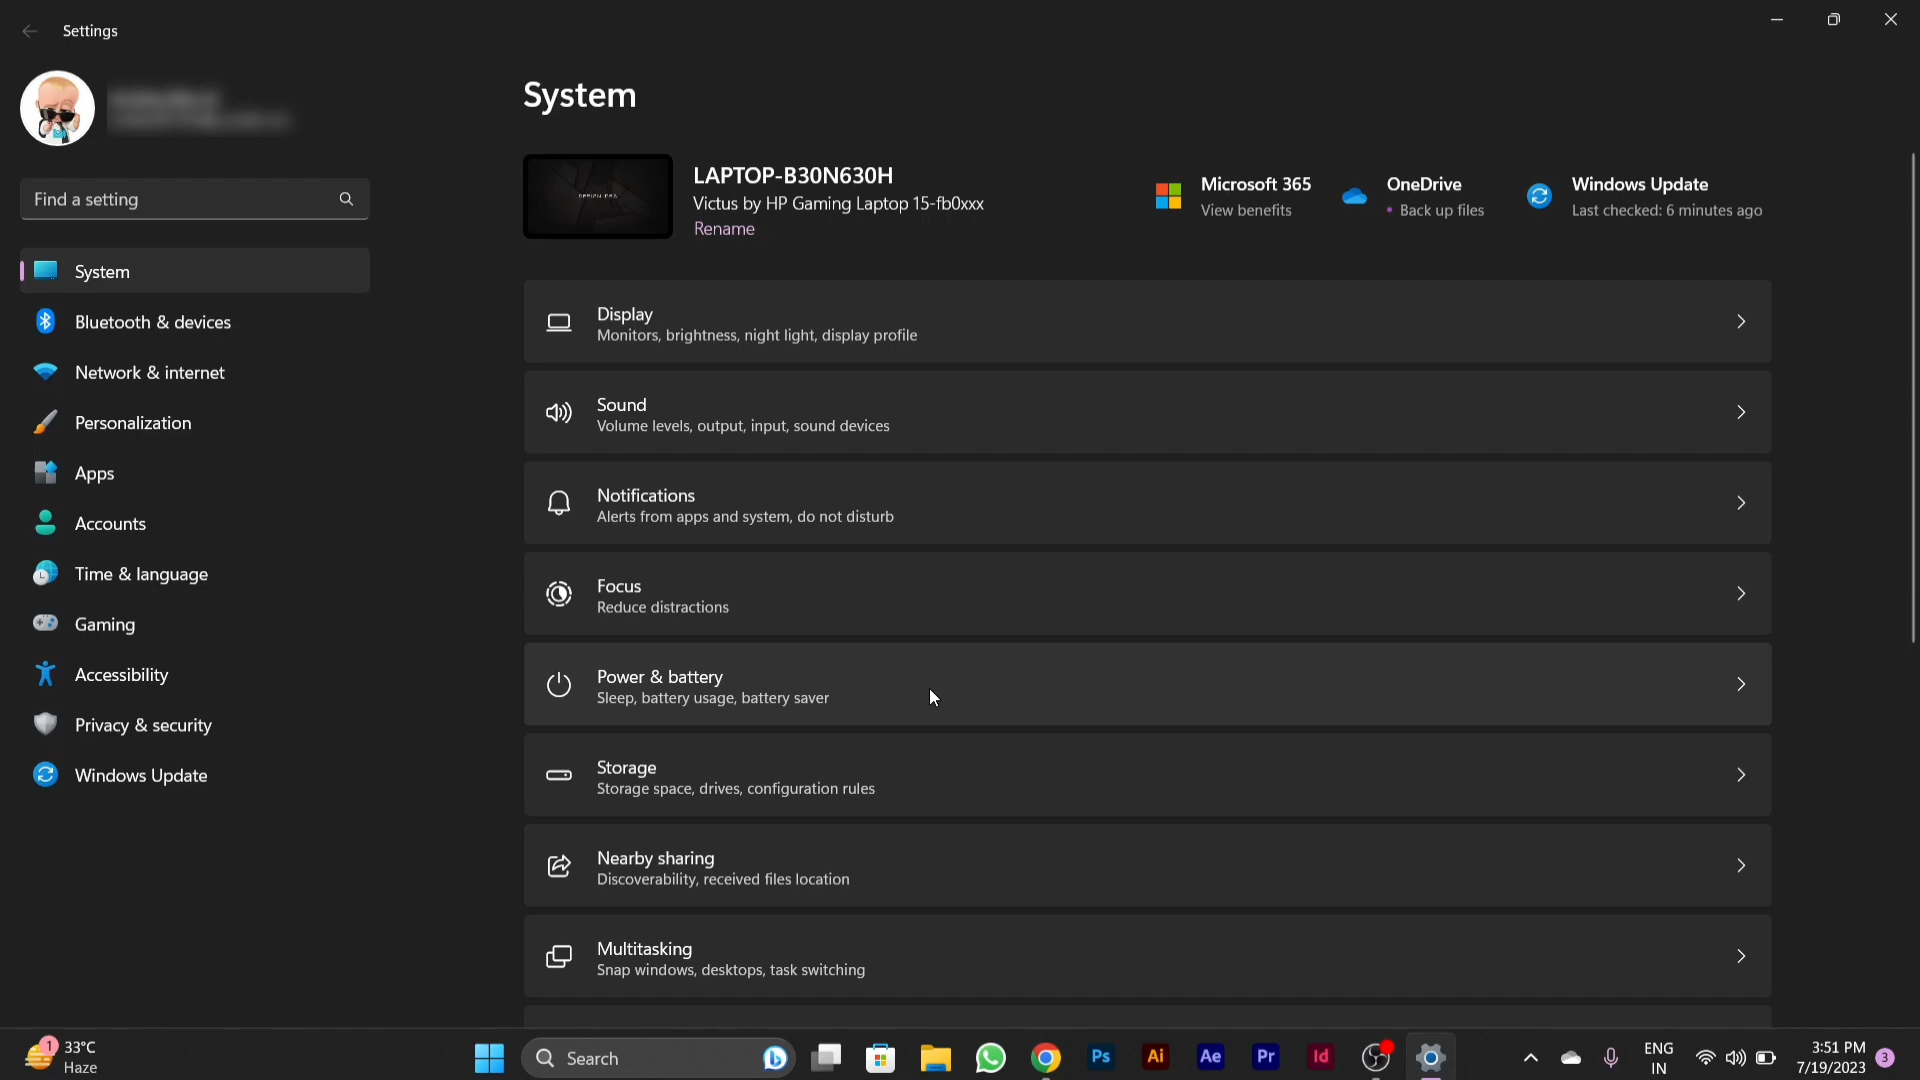 Settings
Find a setting
System
Bluetooth & devices
Network & internet
Personalization
Apps
Accounts
Time & language
Gaming
Accessibility
Privacy & security
Windows Update
System
LAPTOP-B30N630H
Victus by HP Gaming Laptop 15-fb0xxx
Rename
Microsoft 365
View benefits
OneDrive
• Back up files
Windows Update
Last checked: 6 minutes ago
Display
Monitors, brightness, night light, display profile
Sound
Volume levels, output, input, sound devices
Notifications
Alerts from apps and system, do not disturb
Focus
Reduce distractions
Power & battery
Sleep, battery usage, battery saver
Storage
Storage space, drives, configuration rules
Nearby sharing
Discoverability, received files location
Multitasking
Snap windows, desktops, task switching
1
33°C
Haze
Search
Ps
Ai
Ae
Pr
Id
ENG
IN
3:51 PM
7/19/2023
3